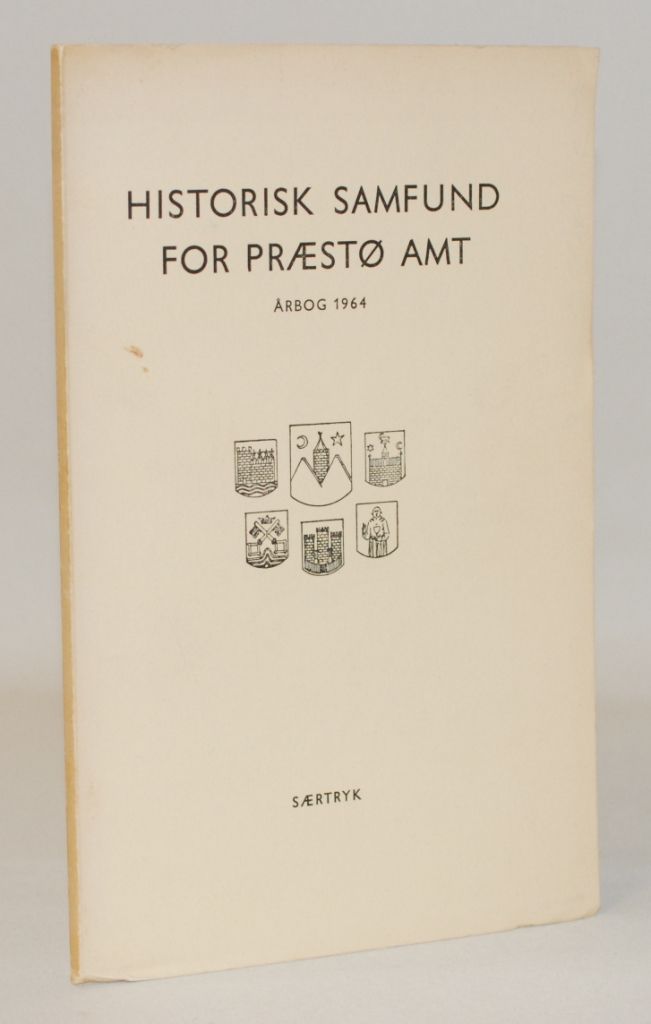 HISTORISK SAMFUND
FOR PRÆSTØ AMT
ÅRBOG 1964
SÆRTRYK